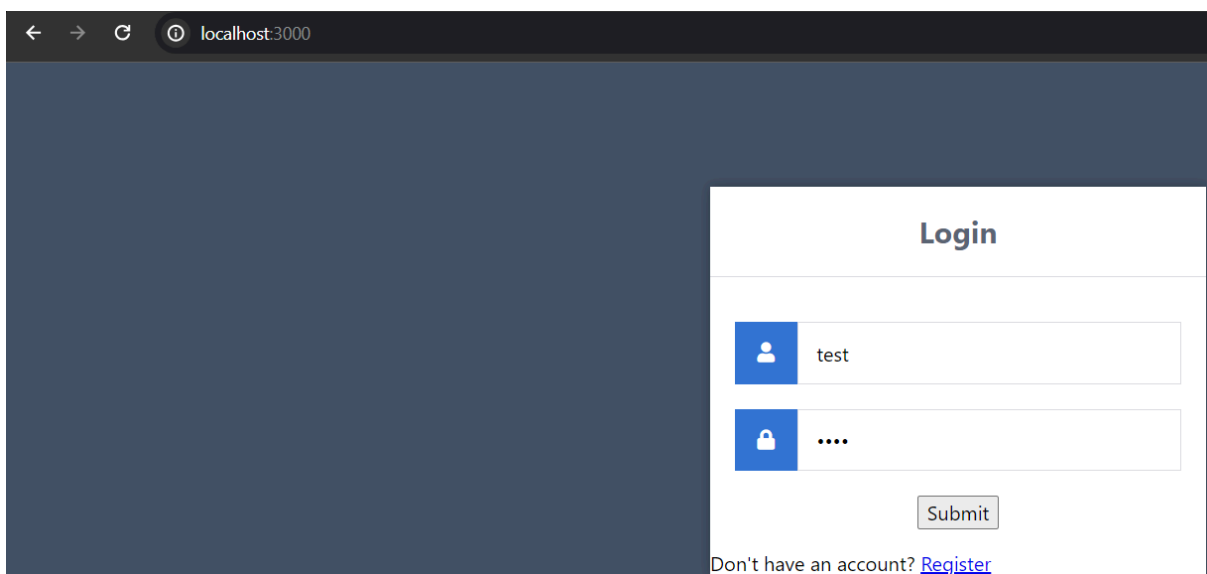 localhost:3000
Login
test
••••
Submit
Don't have an account? Register